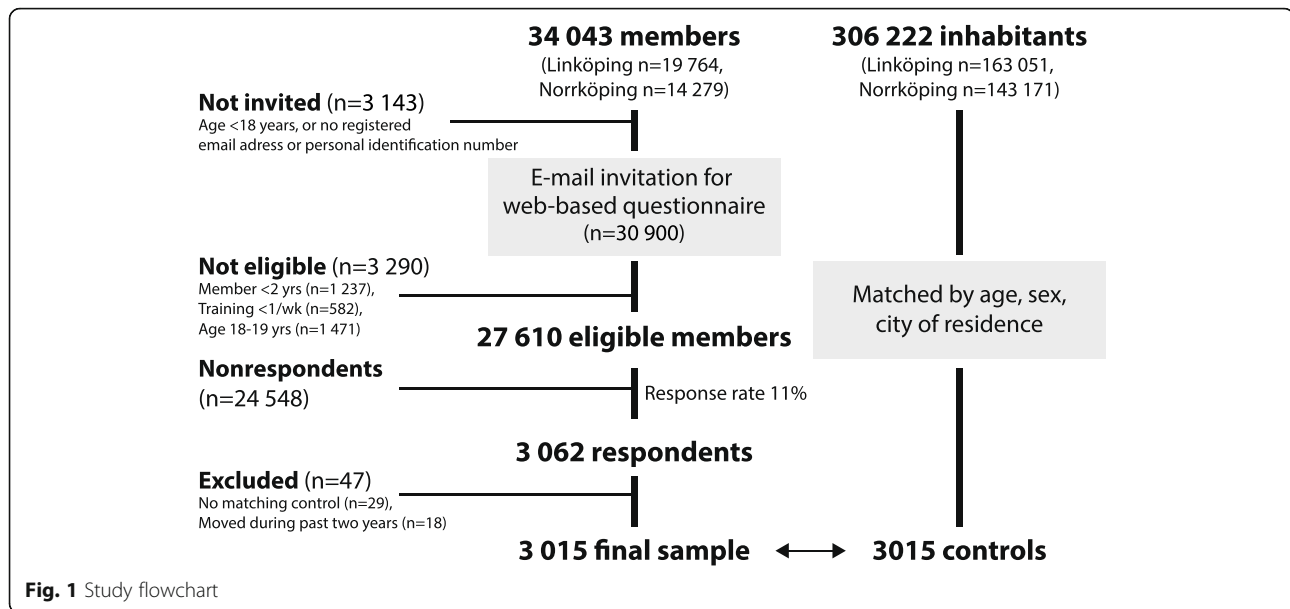 34 043 members
(Linköping n=19 764,
Norrköping n=14 279)
306 222 inhabitants
(Linköping n=163 051,
Norrköping n=143 171)
Not invited (n=3 143)
Age <18 years, or no registered
email adress or personal identification number
E-mail invitation for
web-based questionnaire
(n=30 900)
Not eligible (n=3 290)
Member <2 yrs (n=1 237),
Training <1/wk (n=582),
Age 18-19 yrs (n=1 471)
Matched by age, sex,
city of residence
27 610 eligible members
Nonrespondents
(n=24 548)
Response rate 11%
3 062 respondents
Excluded (n=47)
No matching control (n=29),
Moved during past two years (n=18)
3 015 final sample
3015 controls
Fig. 1 Study flowchart